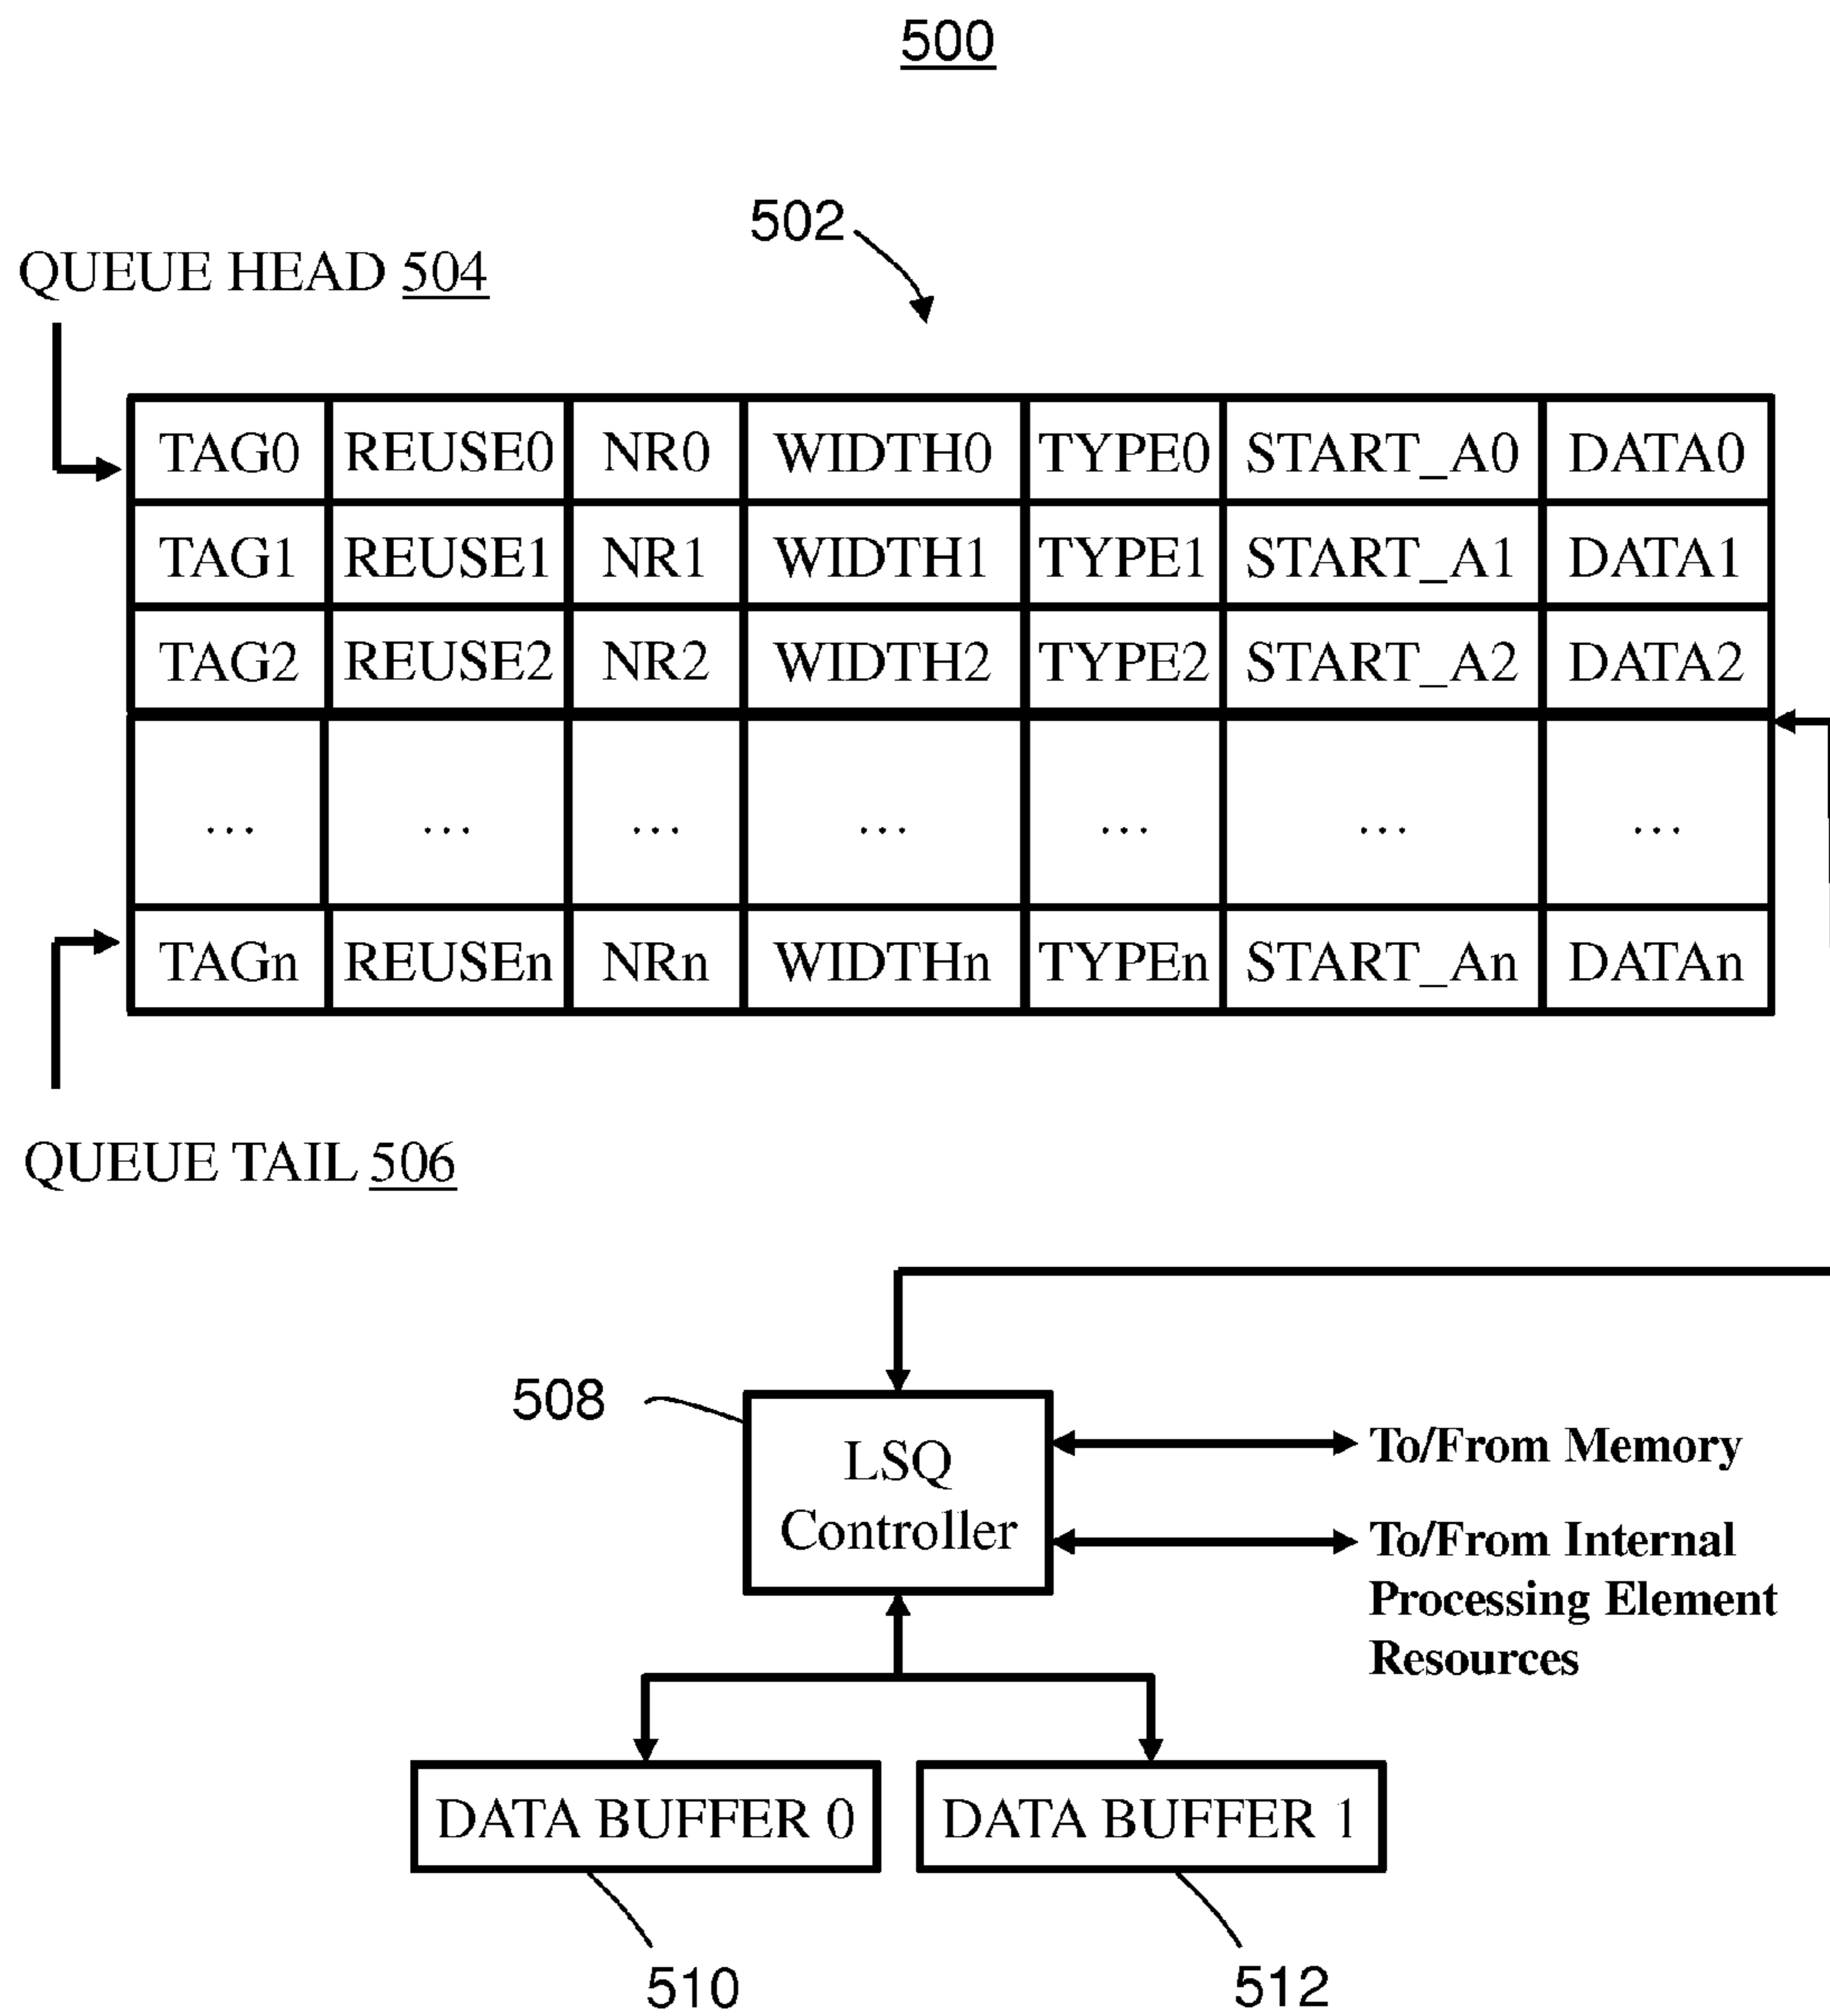 500
502
QUEUE HEAD 504
TAG0 REUSE0 NR0 WIDTH0 TYPE0 START_A0 DATA0
TAG1 REUSE1 NR1 WIDTH1 TYPE1 START_A1 DATA1
TAG2 REUSE2 NR2 WIDTH2 TYPE2 START_A2 DATA2
... ... ... ... ... ... ...
TAGn REUSEn NRn WIDTHn TYPEn START_An DATAn
QUEUE TAIL 506
508
LSQ
Controller
To/From Memory
To/From Internal
Processing Element
Resources
DATA BUFFER 0 DATA BUFFER 1
510 512